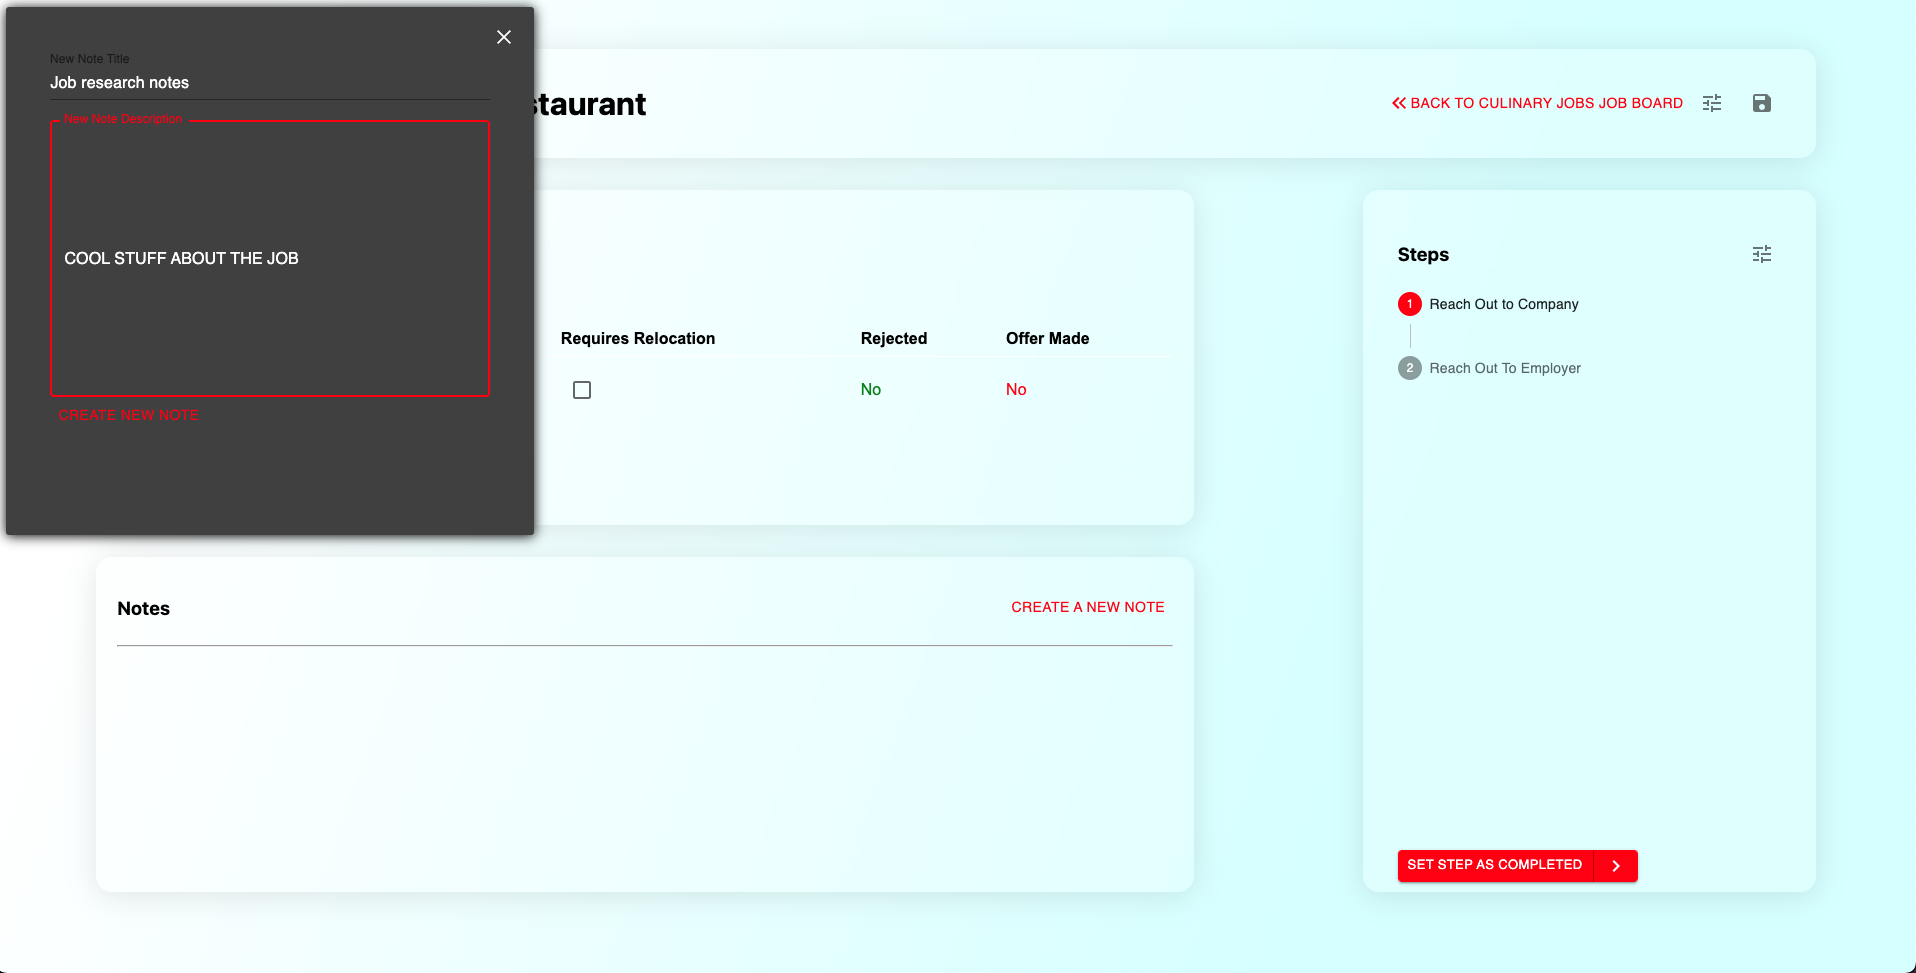 New Note Title
Job research notes
New Note Description
COOL STUFF ABOUT THE JOB
CREATE NEW NOTE
staurant
BACK TO CULINARY JOBS JOB BOARD
Requires Relocation
Rejected
Offer Made
No
No
Notes
CREATE A NEW NOTE
Steps
1 Reach Out to Company
2 Reach Out To Employer
SET STEP AS COMPLETED